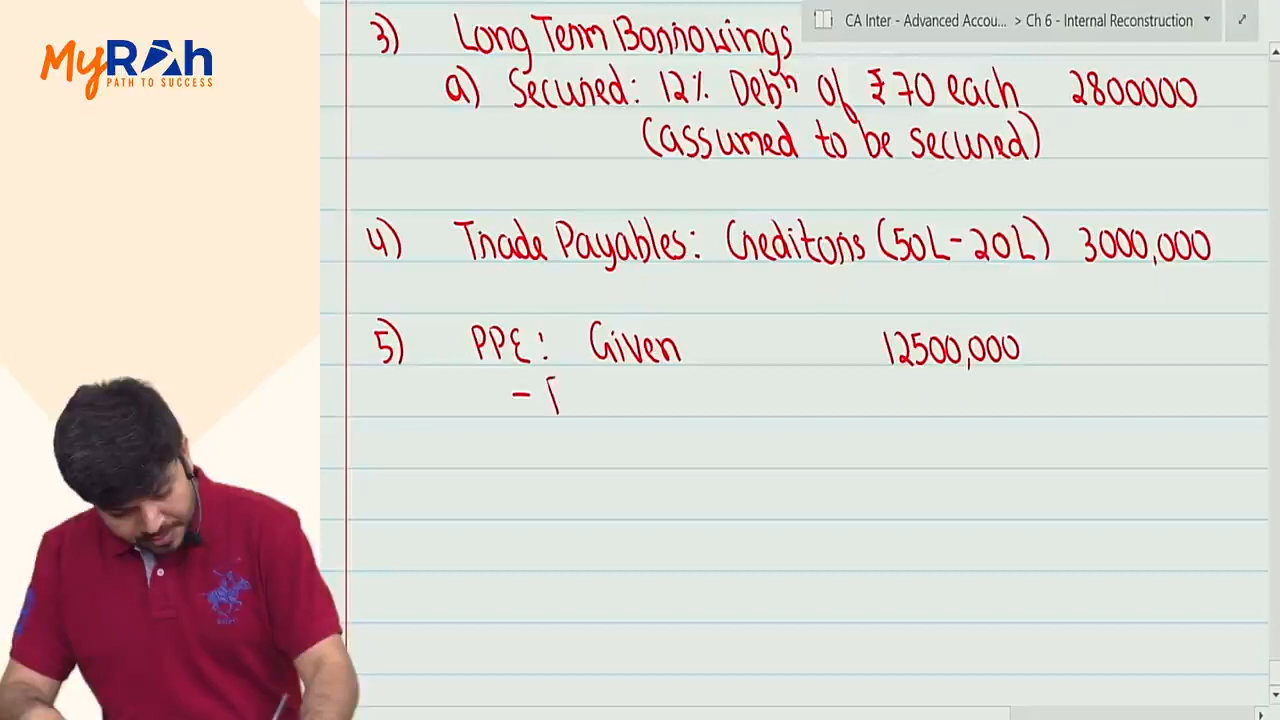 MyRAh
PATH TO SUCCESS
CA Inter - Advanced Accou... > Ch 6 - Internal Reconstruction
3) Long Term Borrowings
a) Secured: 12% Debn of ₹70 each 2800000
(assumed to be secured)
4) Trade Payables: Creditors (50L-20L) 3000,000
5) PPE: Given 12500,000
-